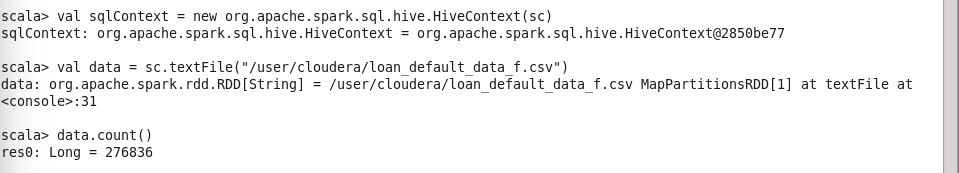 scala> val sqlContext = new org.apache.spark.sql.hive.HiveContext(sc)
sqlContext: org.apache.spark.sql.hive.HiveContext = org.apache.spark.sql.hive.HiveContext@2850be77
scala> val data = sc.textFile("/user/cloudera/loan_default_data_f.csv")
data: org.apache.spark.rdd.RDD[String] = /user/cloudera/loan_default_data_f.csv MapPartitionsRDD[1] at textFile at
<console>:31
scala> data.count()
res0: Long = 276836